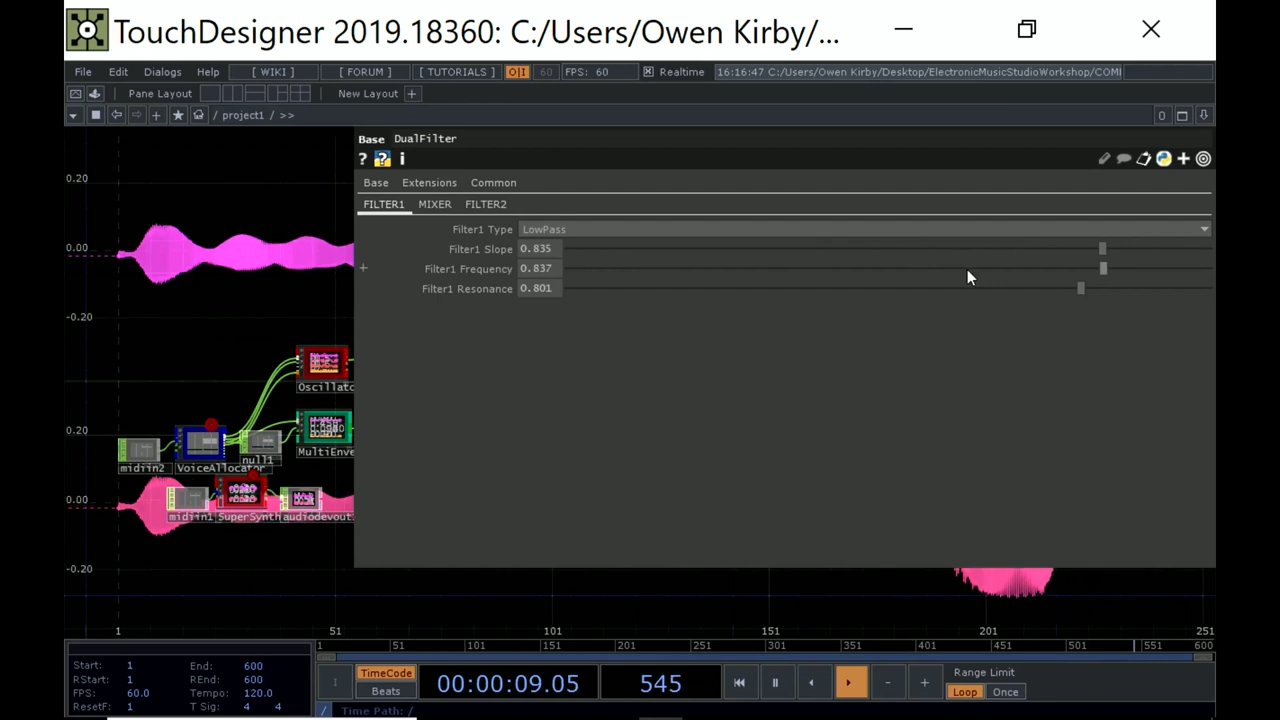 TouchDesigner 2019.18360: C:/Users/Owen Kirby/...
File Edit Dialogs Help [ WIKI ] [ FORUM ] [ TUTORIALS ] O|I 60 FPS: 60 Realtime 16:16:47 C:/Users/Owen Kirby/Desktop/ElectronicMusicStudioWorkshop/COMI
Pane Layout New Layout +
/ project1 / >> 0
Base DualFilter
? ? i
Base Extensions Common
FILTER1 MIXER FILTER2
Filter1 Type LowPass
Filter1 Slope 0.835
+ Filter1 Frequency 0.837
Filter1 Resonance 0.801
0.20
0.00
-0.20
0.20
0.00
-0.20
Oscillato
MultiEnve
midiin2 VoiceAllocator null1
midiin1 SuperSynth audiodevout
1 51 101 151 201 251
1 51 101 151 201 251 301 351 401 451 501 551 600
Start: 1 End: 600
RStart: 1 REnd: 600
FPS: 60.0 Tempo: 120.0
ResetF: 1 T Sig: 4 4
TimeCode
Beats
00:00:09.05
545
- +
Range Limit
Loop Once
/ Time Path: /